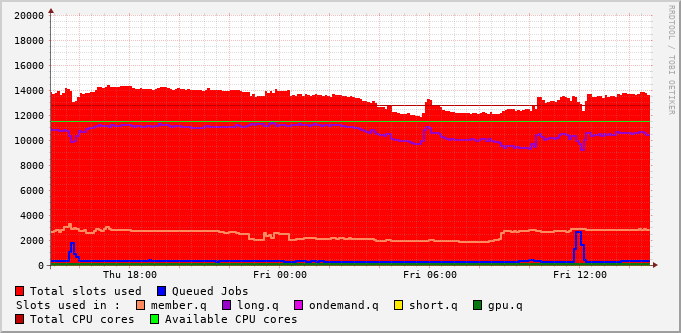 RRDTOOL / TOBI OETIKER
20000
18000
16000
14000
12000
10000
8000
6000
4000
2000
0
Thu 18:00 Fri 00:00 Fri 06:00 Fri 12:00
Total slots used Queued Jobs
Slots used in : member.q long.q ondemand.q short.q gpu.q
Total CPU cores Available CPU cores